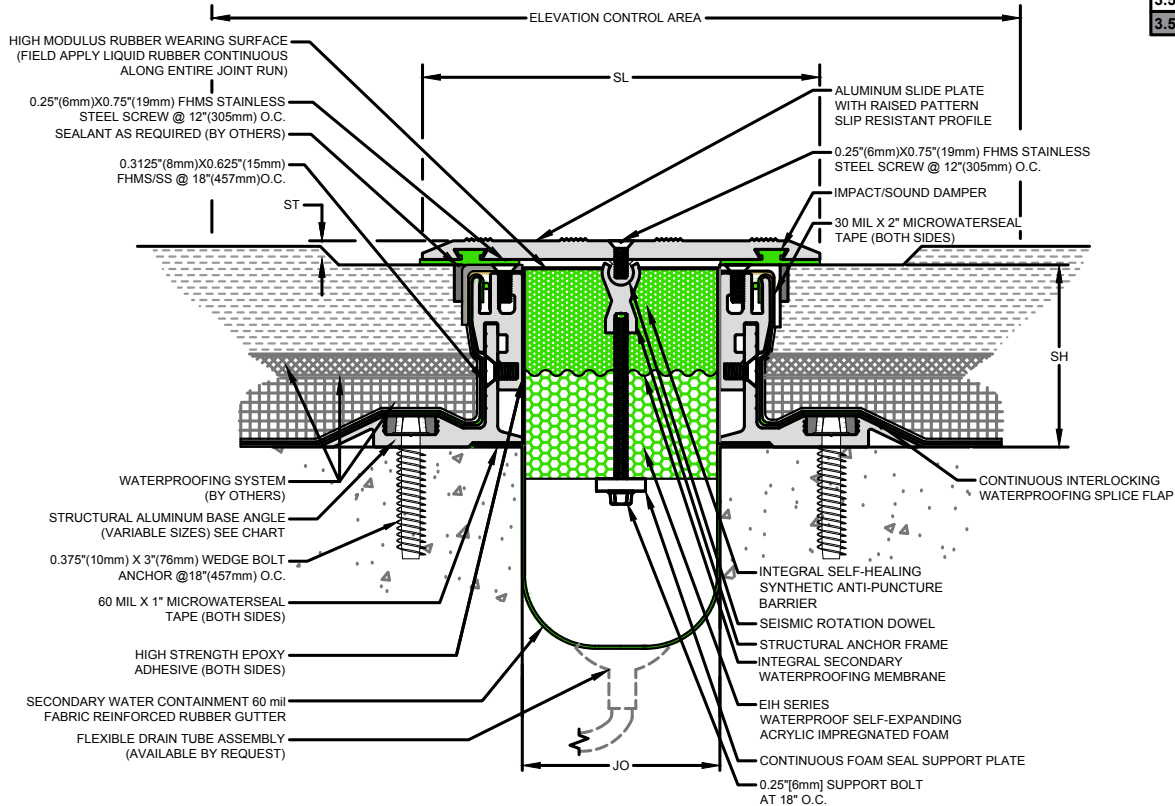 ELEVATION CONTROL AREA
3.5
3.5
HIGH MODULUS RUBBER WEARING SURFACE
(FIELD APPLY LIQUID RUBBER CONTINUOUS
ALONG ENTIRE JOINT RUN)
0.25"(6mm)X0.75"(19mm) FHMS STAINLESS
STEEL SCREW @ 12"(305mm) O.C.
SEALANT AS REQUIRED (BY OTHERS)
0.3125"(8mm)X0.625"(15mm)
FHMS/SS @ 18"(457mm)O.C.
ST
SL
ALUMINUM SLIDE PLATE
WITH RAISED PATTERN
SLIP RESISTANT PROFILE
0.25"(6mm)X0.75"(19mm) FHMS STAINLESS
STEEL SCREW @ 12"(305mm) O.C.
IMPACT/SOUND DAMPER
30 MIL X 2" MICROWATERSEAL
TAPE (BOTH SIDES)
SH
WATERPROOFING SYSTEM
(BY OTHERS)
STRUCTURAL ALUMINUM BASE ANGLE
(VARIABLE SIZES) SEE CHART
0.375"(10mm) X 3"(76mm) WEDGE BOLT
ANCHOR @18"(457mm) O.C.
60 MIL X 1" MICROWATERSEAL
TAPE (BOTH SIDES)
HIGH STRENGTH EPOXY
ADHESIVE (BOTH SIDES)
SECONDARY WATER CONTAINMENT 60 mil
FABRIC REINFORCED RUBBER GUTTER
FLEXIBLE DRAIN TUBE ASSEMBLY
(AVAILABLE BY REQUEST)
JO
CONTINUOUS INTERLOCKING
WATERPROOFING SPLICE FLAP
INTEGRAL SELF-HEALING
SYNTHETIC ANTI-PUNCTURE
BARRIER
SEISMIC ROTATION DOWEL
STRUCTURAL ANCHOR FRAME
INTEGRAL SECONDARY
WATERPROOFING MEMBRANE
EIH SERIES
WATERPROOF SELF-EXPANDING
ACRYLIC IMPREGNATED FOAM
CONTINUOUS FOAM SEAL SUPPORT PLATE
0.25"[6mm] SUPPORT BOLT
AT 18" O.C.